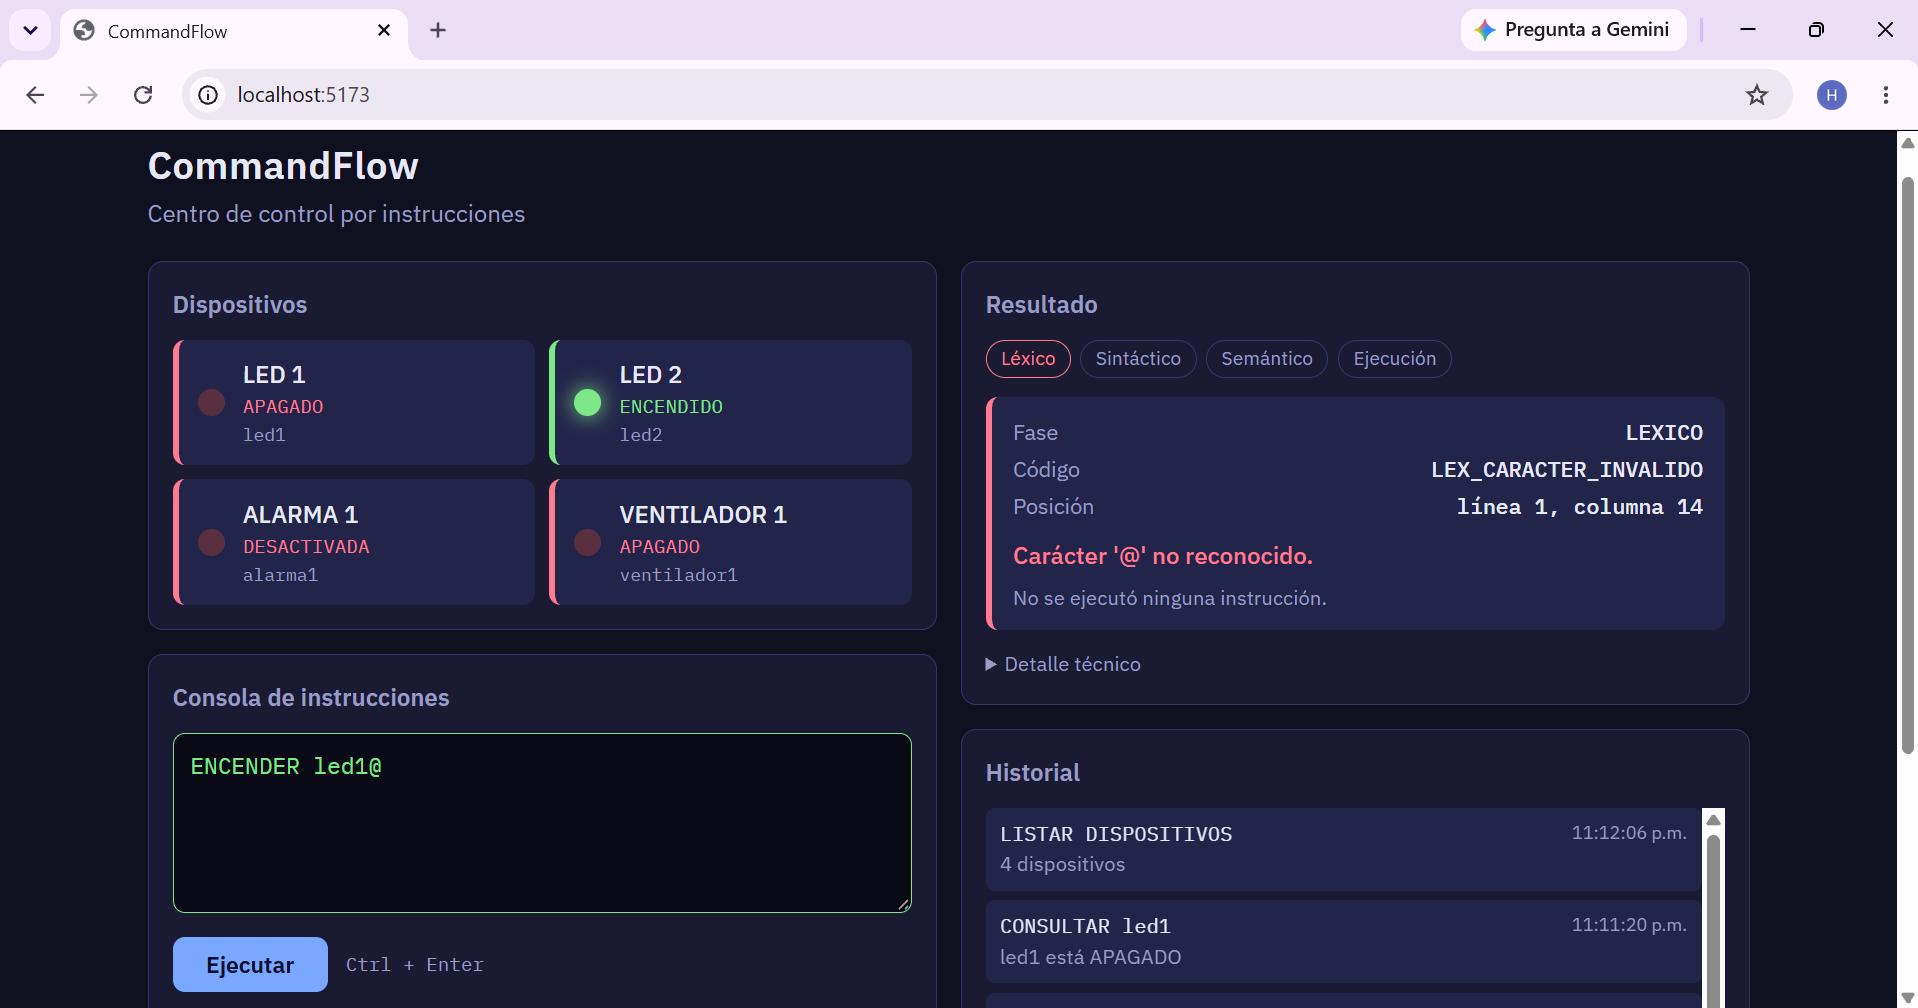 CommandFlow
Pregunta a Gemini
localhost:5173
H
CommandFlow
Centro de control por instrucciones
Dispositivos
LED 1
APAGADO
led1
LED 2
ENCENDIDO
led2
ALARMA 1
DESACTIVADA
alarma1
VENTILADOR 1
APAGADO
ventilador1
Consola de instrucciones
ENCENDER led1@
Ejecutar
Ctrl + Enter
Resultado
Léxico
Sintáctico
Semántico
Ejecución
Fase LEXICO
Código LEX_CARACTER_INVALIDO
Posición línea 1, columna 14
Carácter '@' no reconocido.
No se ejecutó ninguna instrucción.
Detalle técnico
Historial
LISTAR DISPOSITIVOS 11:12:06 p.m.
4 dispositivos
CONSULTAR led1 11:11:20 p.m.
led1 está APAGADO